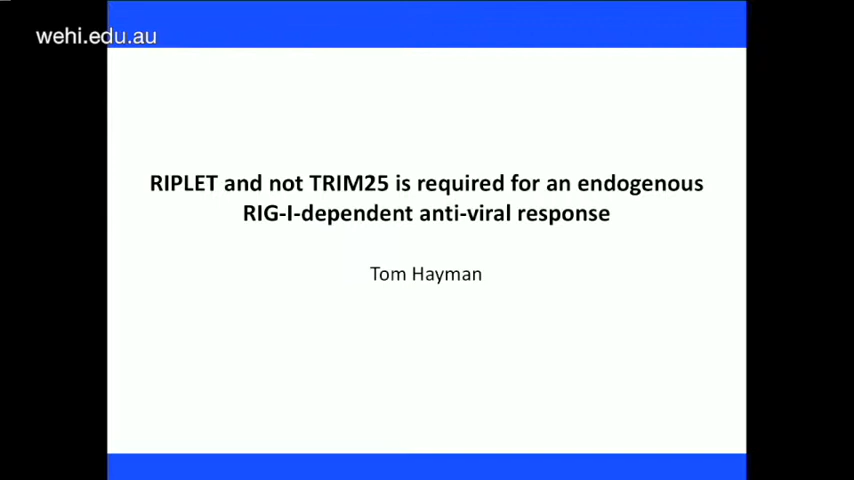 wehi.edu.au
RIPLET and not TRIM25 is required for an endogenous
RIG-I-dependent anti-viral response
Tom Hayman